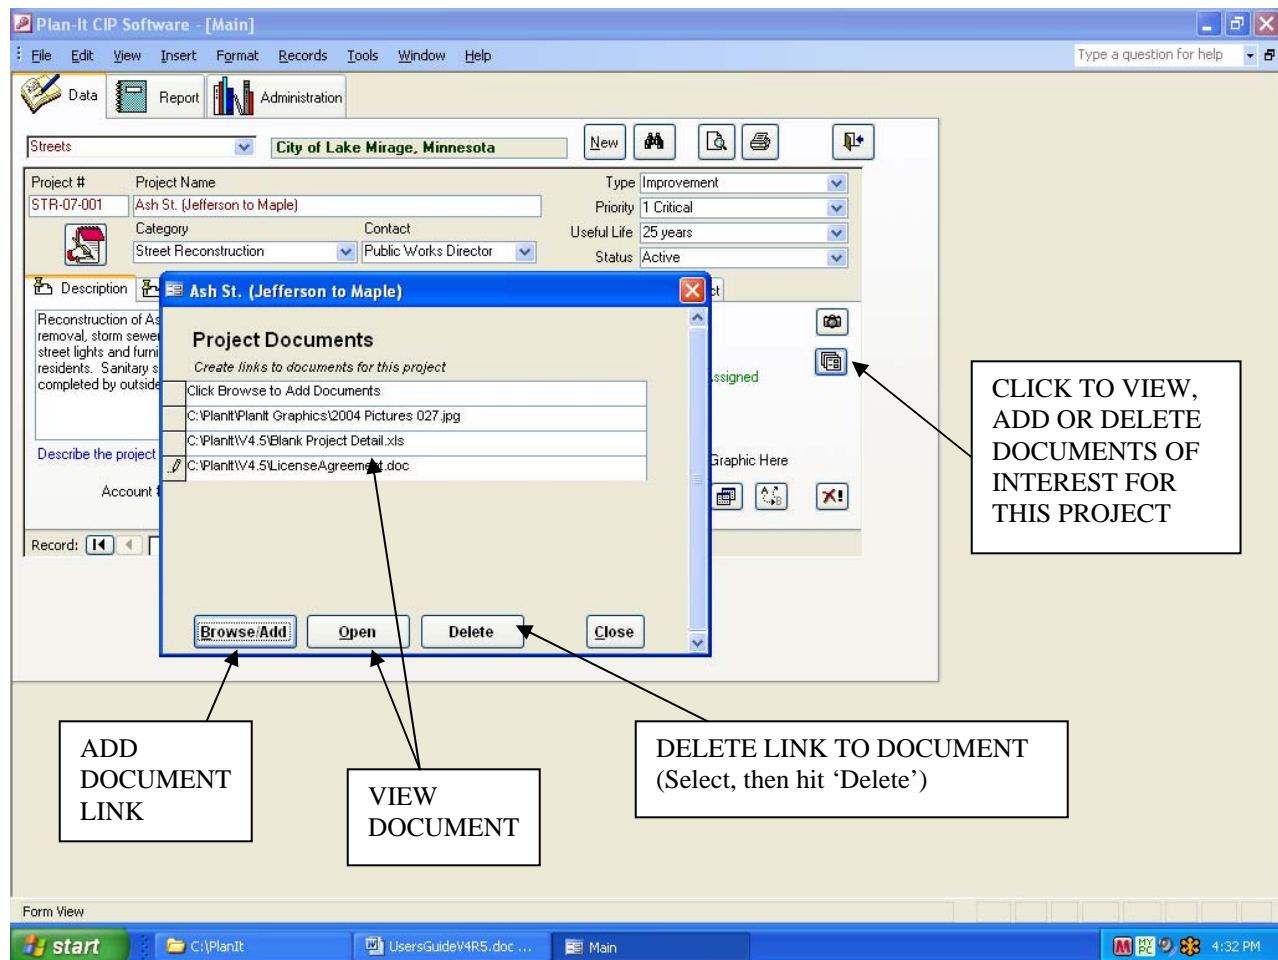 Plan-It CIP Software - [Main]
File Edit View Insert Format Records Tools Window Help
Type a question for help
Data Report Administration
Streets
City of Lake Mirage, Minnesota
New
Project # Project Name
STR-07-001 Ash St. (Jefferson to Maple)
Category Contact
Street Reconstruction Public Works Director
Type Improvement
Priority 1 Critical
Useful Life 25 years
Status Active
Description
ct
Reconstruction of As
removal, storm sewer
street lights and furni
residents. Sanitary s
completed by outside
Describe the project
Account #
Record:
ssigned
Graphic Here
Ash St. (Jefferson to Maple)
Project Documents
Create links to documents for this project
Click Browse to Add Documents
C:\PlanIt\PlanIt Graphics\2004 Pictures 027.jpg
C:\PlanIt\V4.5\Blank Project Detail.xls
C:\PlanIt\V4.5\LicenseAgreement.doc
Browse/Add Open Delete Close
CLICK TO VIEW,
ADD OR DELETE
DOCUMENTS OF
INTEREST FOR
THIS PROJECT
ADD
DOCUMENT
LINK
VIEW
DOCUMENT
DELETE LINK TO DOCUMENT
(Select, then hit ‘Delete’)
Form View
start C:\PlanIt UsersGuideV4R5.doc ... Main
4:32 PM